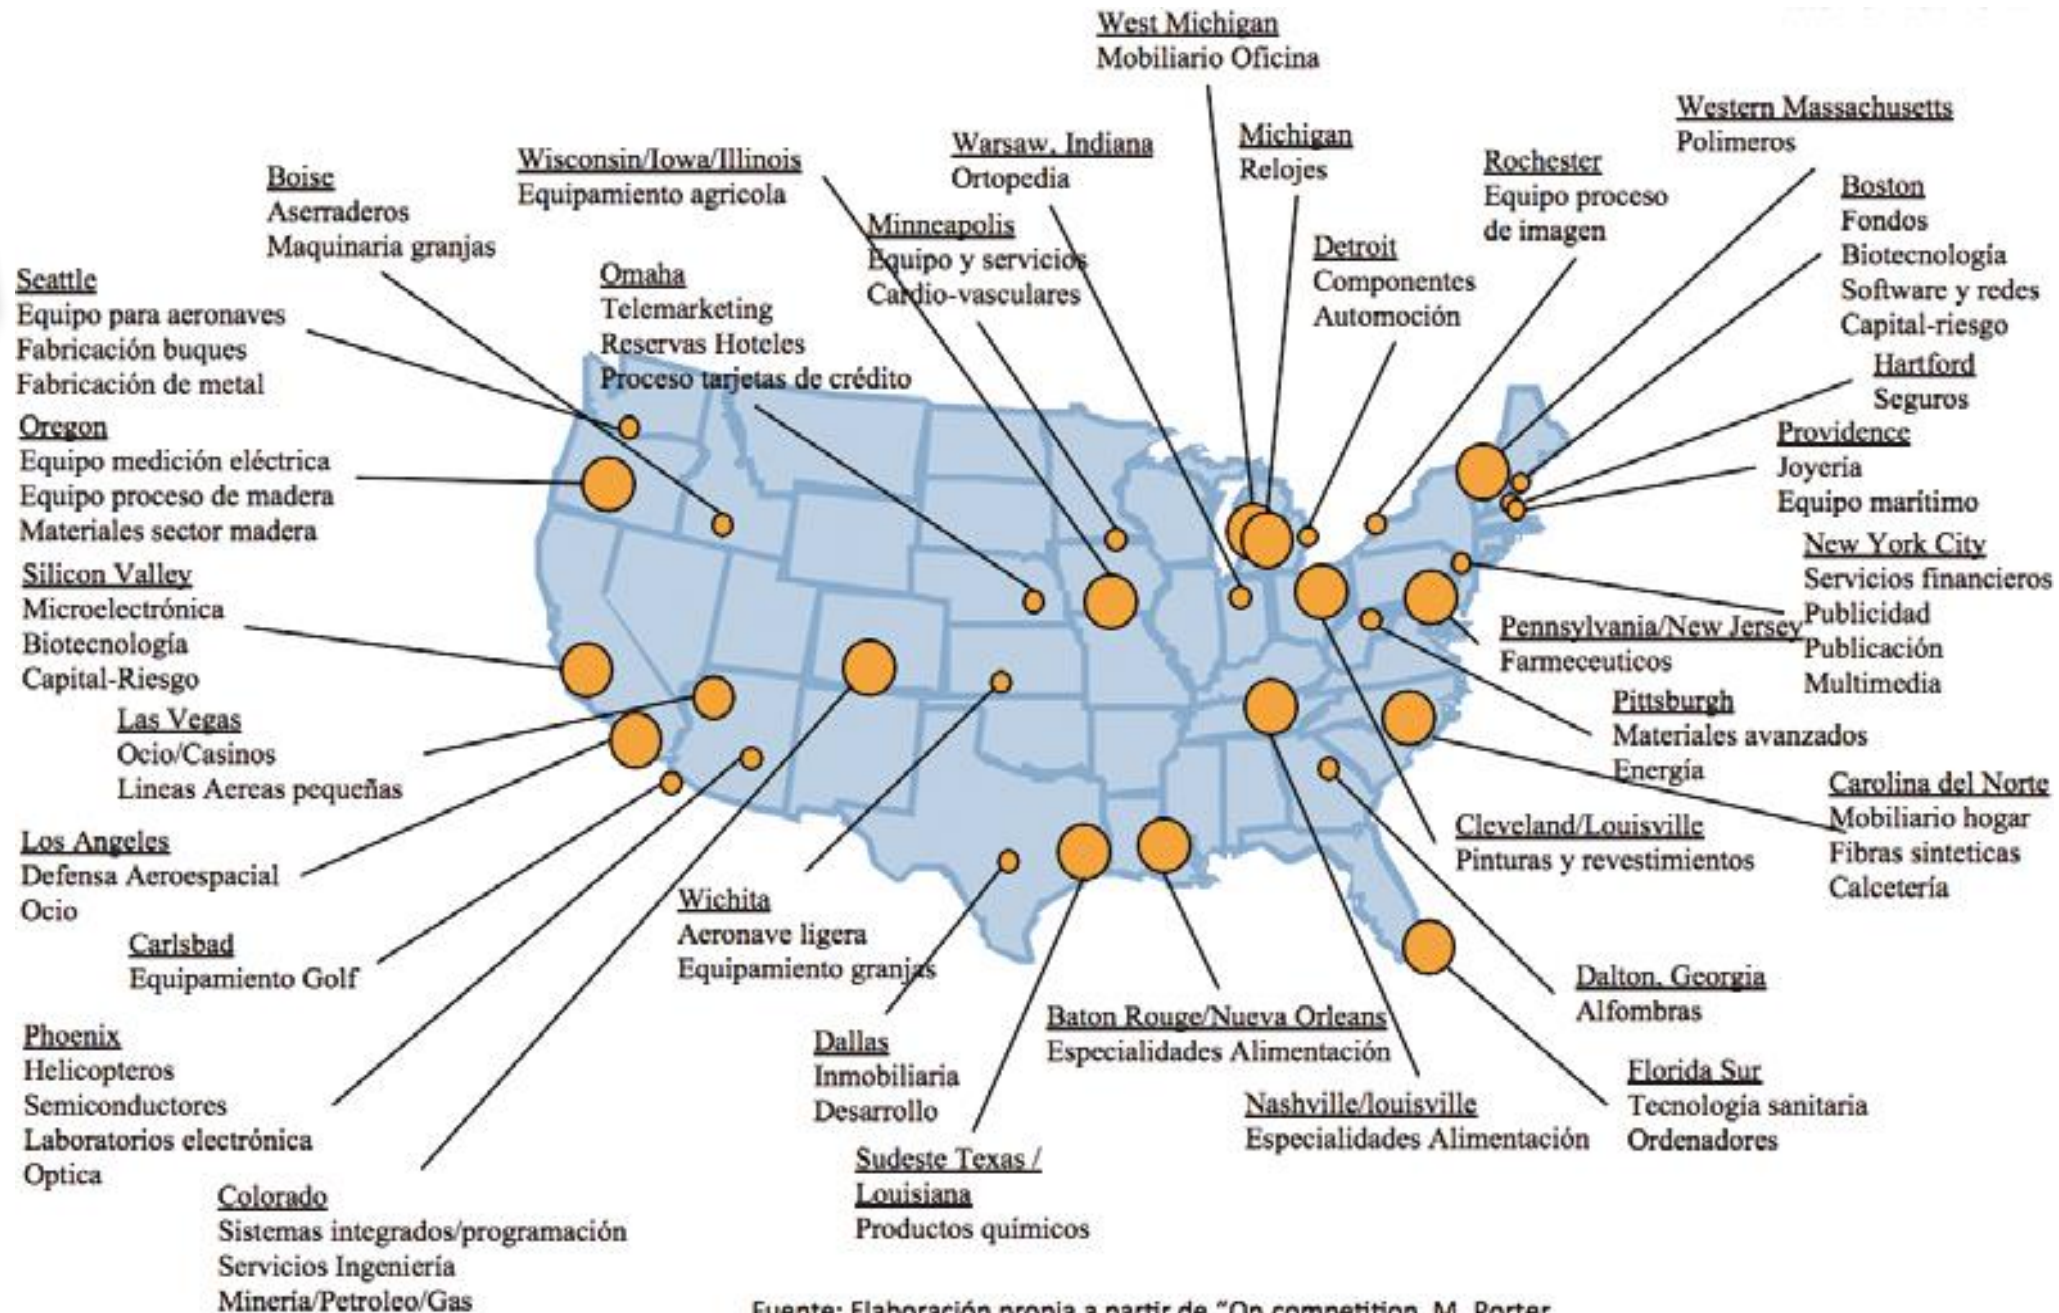 West Michigan
Mobiliario Oficina
Western Massachusetts
Polimeros
Michigan
Relojes
Warsaw, Indiana
Ortopedia
Wisconsin/Iowa/Illinois
Equipamiento agricola
Rochester
Equipo proceso
de imagen
Boise
Aserraderos
Maquinaria granjas
Boston
Fondos
Biotecnología
Software y redes
Capital-riesgo
Minneapolis
Equipo y servicios
Cardio-vasculares
Detroit
Componentes
Automoción
Omaha
Telemarketing
Reservas Hoteles
Proceso tarjetas de crédito
Seattle
Equipo para aeronaves
Fabricación buques
Fabricación de metal
Hartford
Seguros
Oregon
Equipo medición eléctrica
Equipo proceso de madera
Materiales sector madera
Providence
Joyería
Equipo marítimo
New York City
Servicios financieros
Publicidad
Publicación
Multimedia
Silicon Valley
Microelectrónica
Biotecnología
Capital-Riesgo
Pennsylvania/New Jersey
Farmeceuticos
Pittsburgh
Materiales avanzados
Energía
Las Vegas
Ocio/Casinos
Lineas Aereas pequeñas
Carolina del Norte
Mobiliario hogar
Fibras sinteticas
Calcetería
Cleveland/Louisville
Pinturas y revestimientos
Los Angeles
Defensa Aeroespacial
Ocio
Wichita
Aeronave ligera
Equipamiento granjas
Carlsbad
Equipamiento Golf
Dalton, Georgia
Alfombras
Baton Rouge/Nueva Orleans
Especialidades Alimentación
Phoenix
Helicopteros
Semiconductores
Laboratorios electrónica
Optica
Dallas
Inmobiliaria
Desarrollo
Florida Sur
Tecnología sanitaria
Ordenadores
Nashville/louisville
Especialidades Alimentación
Sudeste Texas /
Louisiana
Productos químicos
Colorado
Sistemas integrados/programación
Servicios Ingeniería
Minería/Petroleo/Gas
Fuente: Elaboración propia a partir de "On competition, M. Porter